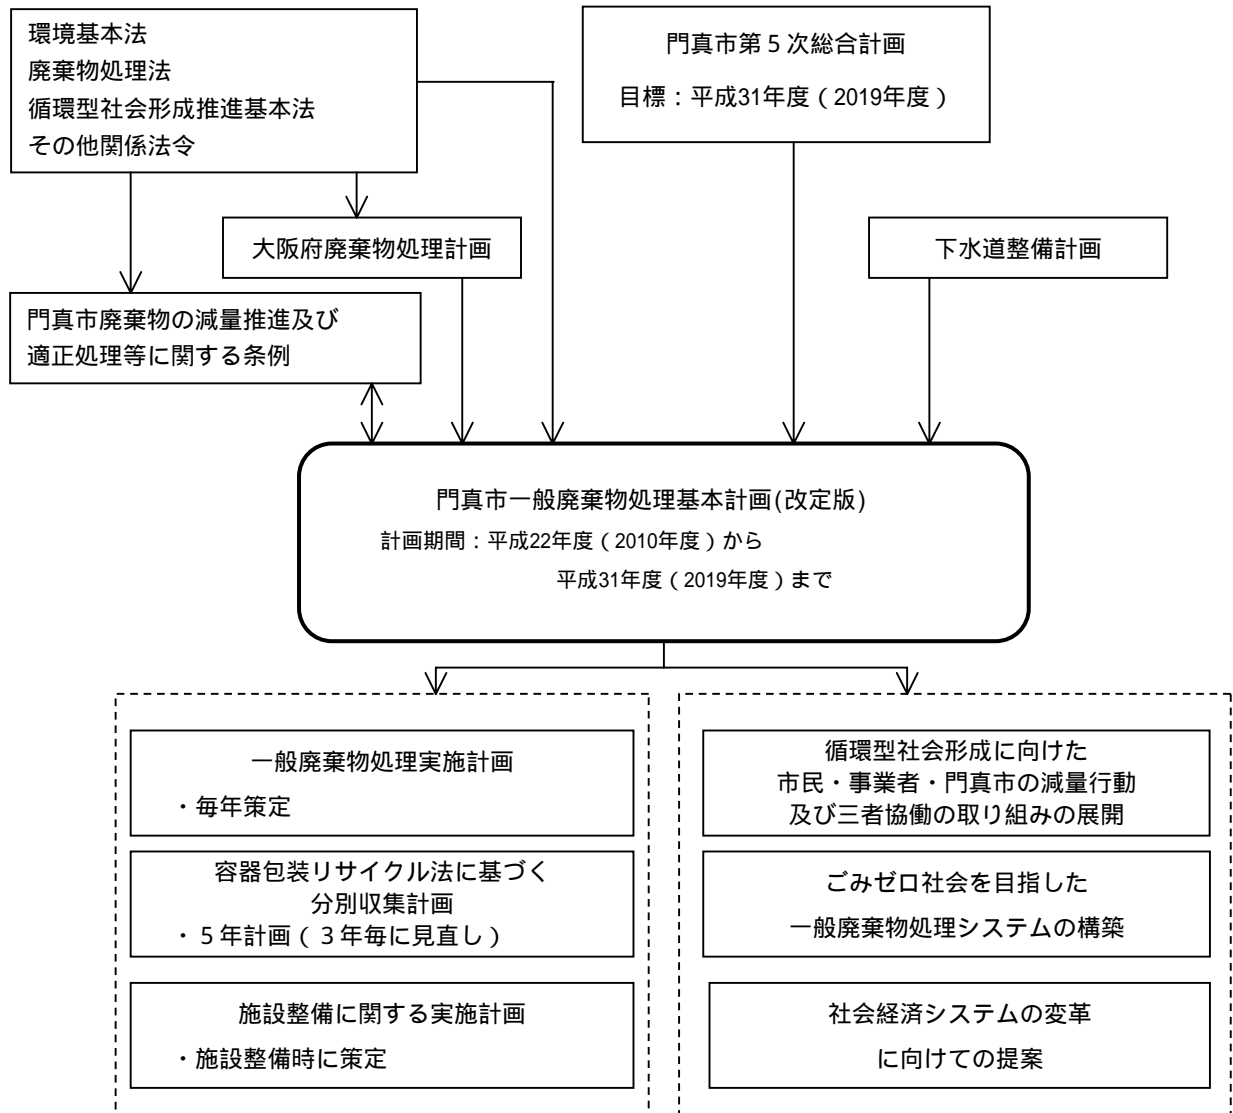 環境基本法
廃棄物処理法
循環型社会形成推進基本法
その他関係法令
門真市第5次総合計画
目標:平成31年度(2019年度)
大阪府廃棄物処理計画
下水道整備計画
門真市廃棄物の減量推進及び
適正処理等に関する条例
門真市一般廃棄物処理基本計画(改定版)
計画期間:平成22年度(2010年度)から
平成31年度(2019年度)まで
一般廃棄物処理実施計画
・毎年策定
容器包装リサイクル法に基づく
分別収集計画
・5年計画(3年毎に見直し)
施設整備に関する実施計画
・施設整備時に策定
循環型社会形成に向けた
市民・事業者・門真市の減量行動
及び三者協働の取り組みの展開
ごみゼロ社会を目指した
一般廃棄物処理システムの構築
社会経済システムの変革
に向けての提案